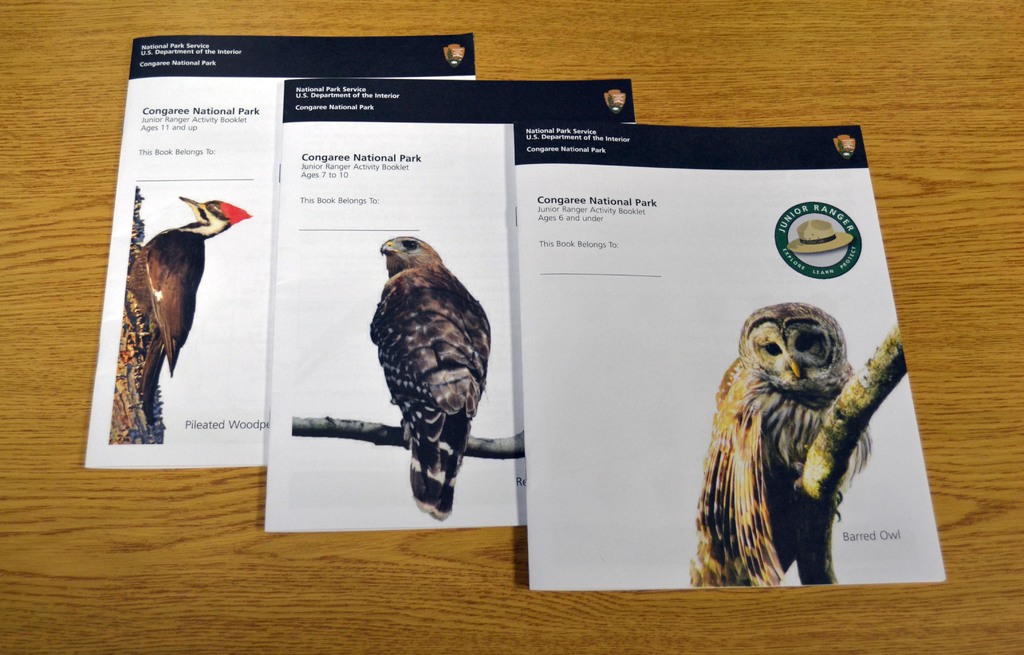 National Park Service
U.S. Department of the Interior
Congaree National Park
Congaree National Park
Junior Ranger Activity Booklet
Ages 11 and up
This Book Belongs To:
Pileated Woodpe
National Park Service
U.S. Department of the Interior
Congaree National Park
Congaree National Park
Junior Ranger Activity Booklet
Ages 7 to 10
This Book Belongs To:
Re
National Park Service
U.S. Department of the Interior
Congaree National Park
Congaree National Park
Junior Ranger Activity Booklet
Ages 6 and under
This Book Belongs To:
JUNIOR RANGER
EXPLORE LEARN PROTECT
Barred Owl